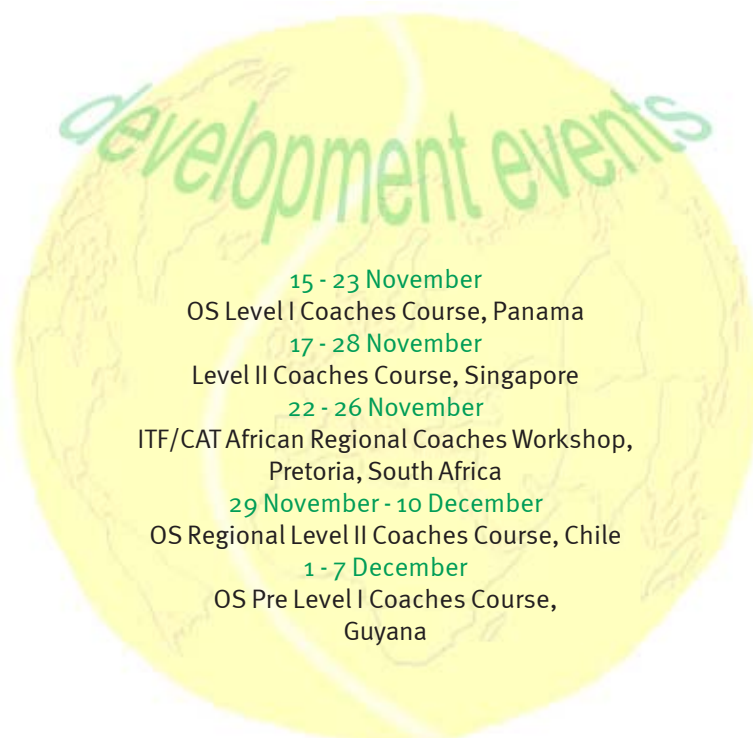 development events
15 - 23 November
OS Level I Coaches Course, Panama
17 - 28 November
Level II Coaches Course, Singapore
22 - 26 November
ITF/CAT African Regional Coaches Workshop,
Pretoria, South Africa
29 November - 10 December
OS Regional Level II Coaches Course, Chile
1 - 7 December
OS Pre Level I Coaches Course,
Guyana